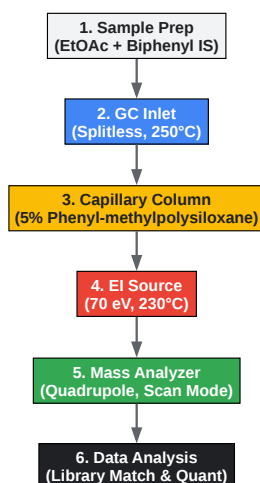 1. Sample Prep
(EtOAc + Biphenyl IS)
2. GC Inlet
(Splitless, 250°C)
3. Capillary Column
(5% Phenyl-methylpolysiloxane)
4. EI Source
(70 eV, 230°C)
5. Mass Analyzer
(Quadrupole, Scan Mode)
6. Data Analysis
(Library Match & Quant)